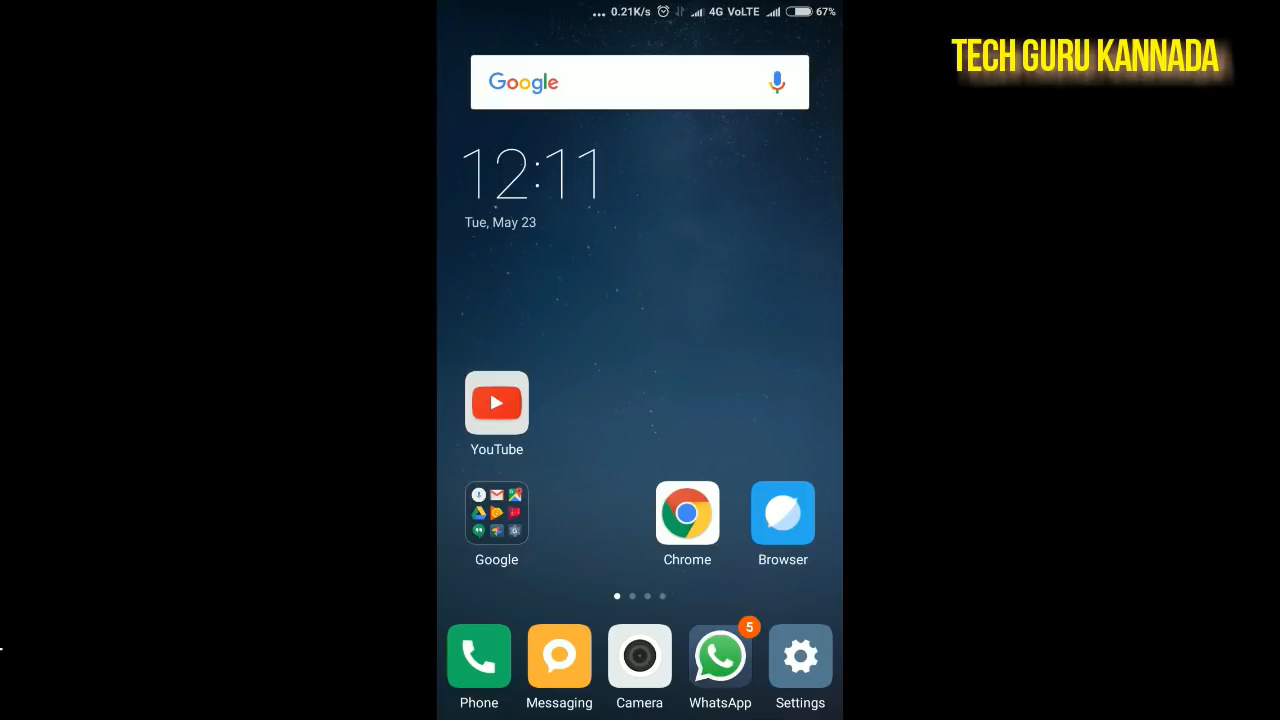 ... 0.21K/s 4G VoLTE 67%
TECH GURU KANNADA
Google
12:11
Tue, May 23
YouTube
Google
Chrome
Browser
5
Phone
Messaging
Camera
WhatsApp
Settings